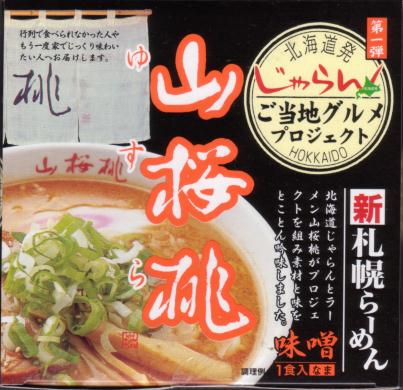 行列で食べられなかった人や
もう一度家でじっくり味わい
たい人へお届けします。
桃
ゆすら
山桜桃
第一弾
北海道発
じゃらん
ご当地グルメ
プロジェクト
HOKKAIDO
山桜桃
新札幌らーめん
北海道じゃらんとラー
メン山桜桃がプロジェ
クトを組み素材と味を
とことん吟味しました。
味噌
1食入なま
調理例